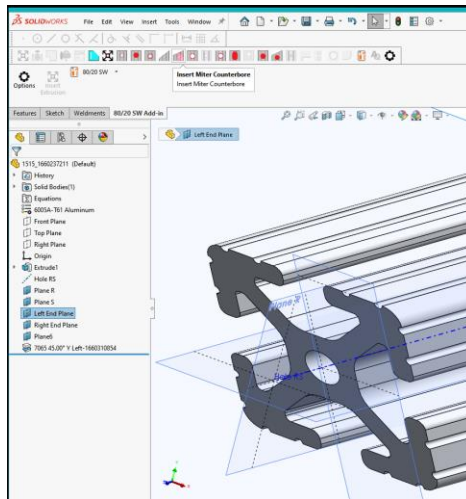 SOLIDWORKS File Edit View Insert Tools Window
Insert Miter Counterbore
Insert Miter Counterbore
80/20 SW
Options Insert Extrusion
Features Sketch Weldments 80/20 SW Add-in
Left End Plane
1515_1660237211 (Default)
History
Solid Bodies(1)
Equations
6005A-T61 Aluminum
Front Plane
Top Plane
Right Plane
Origin
Extrude1
Hole RS
Plane R
Plane S
Left End Plane
Right End Plane
Plane6
7065 45.00° Y Left-1660310854
Plane R
Hole RS